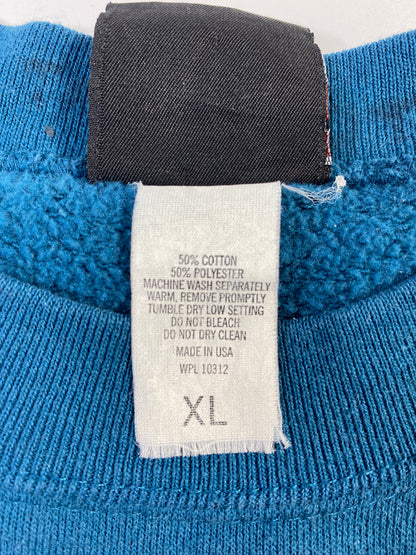 50% COTTON
50% POLYESTER
MACHINE WASH SEPARATELY
WARM, REMOVE PROMPTLY
TUMBLE DRY LOW SETTING
DO NOT BLEACH
DO NOT DRY CLEAN
MADE IN USA
WPL 10312
XL